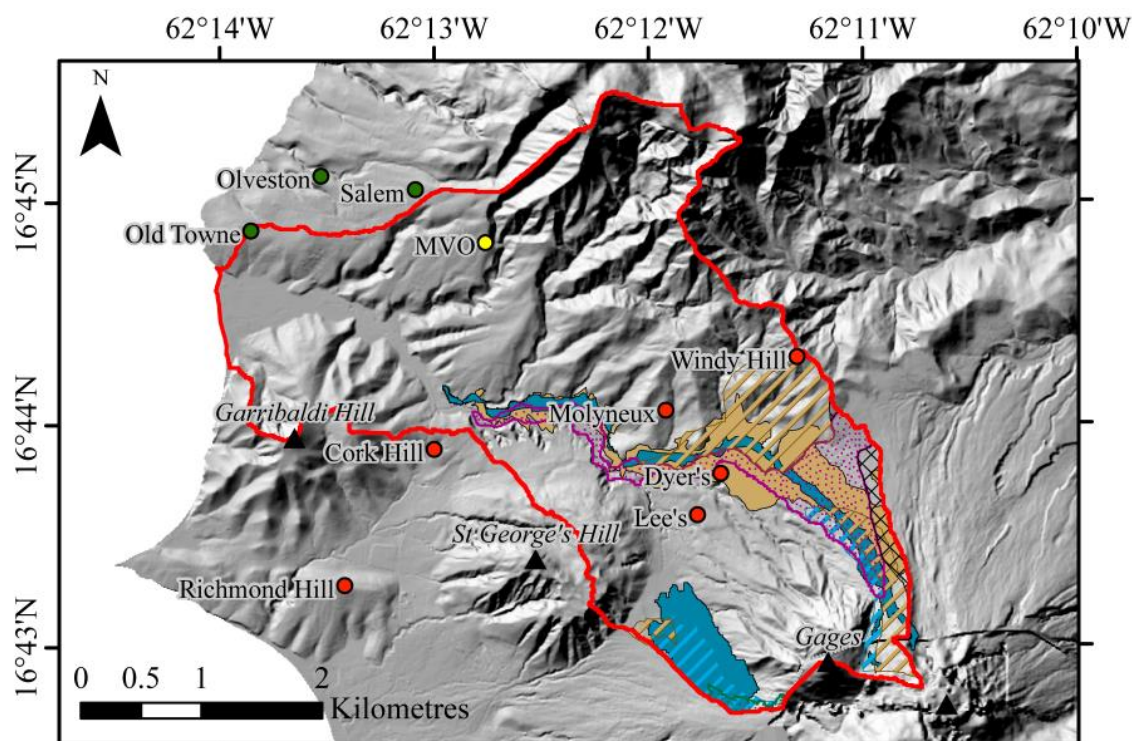 62°14'W 62°13'W 62°12'W 62°11'W 62°10'W
N
16°45'N
Olveston
Salem
Old Towne
MVO
Windy Hill
16°44'N
Garribaldi Hill
Molyneux
Cork Hill
Dyer's
Lee's
St George's Hill
Richmond Hill
16°43'N
Gages
0 0.5 1 2
Kilometres